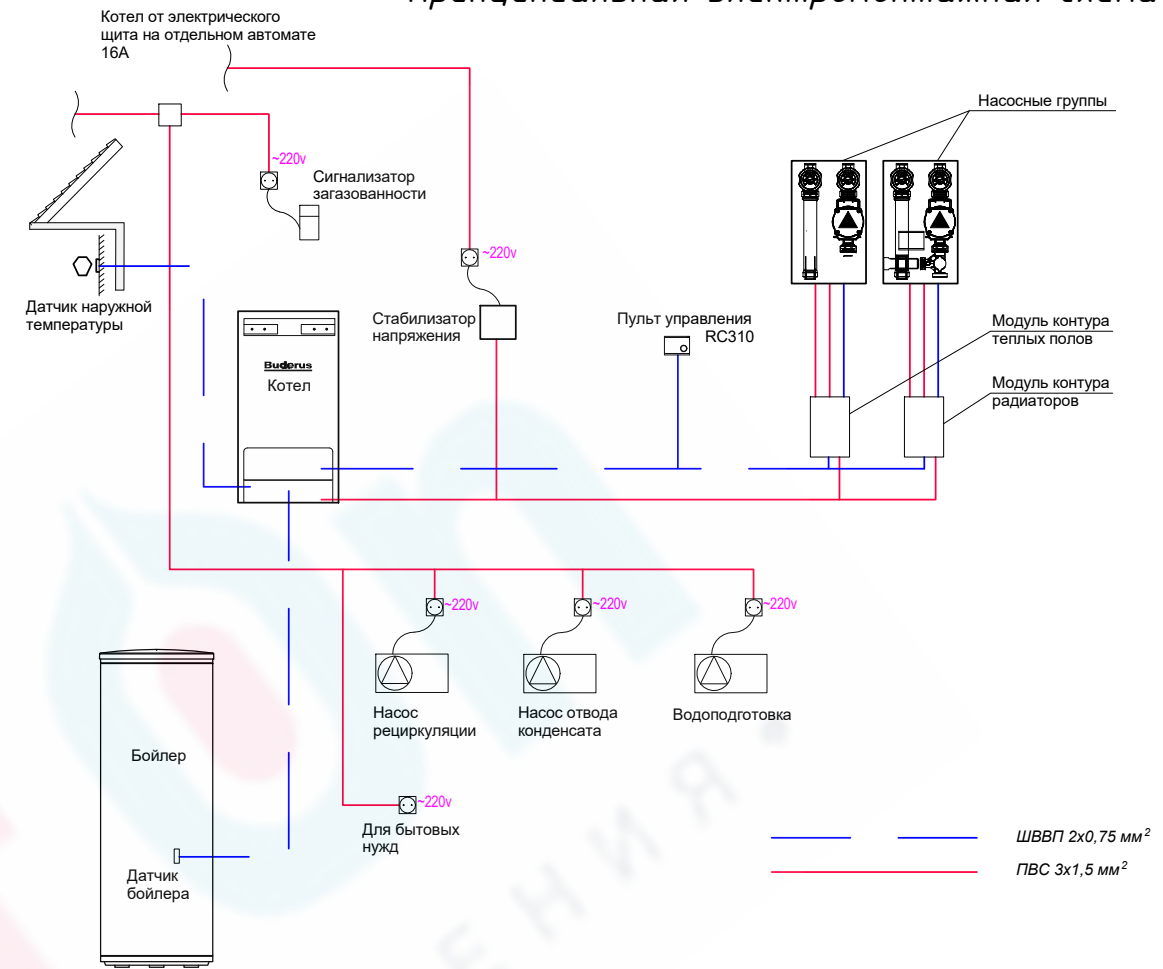 Котел от электрического
щита на отдельном автомате
16А
~220v
Сигнализатор
загазованности
~220v
Насосные группы
Датчик наружной
температуры
Стабилизатор
напряжения
Пульт управления
RC310
Модуль контура
теплых полов
Модуль контура
радиаторов
Buderus
Котел
~220v
~220v
~220v
Насос
рециркуляции
Насос отвода
конденсата
Водоподготовка
Бойлер
~220v
Для бытовых
нужд
Датчик
бойлера
ШВВП 2х0,75 мм²
ПВС 3х1,5 мм²